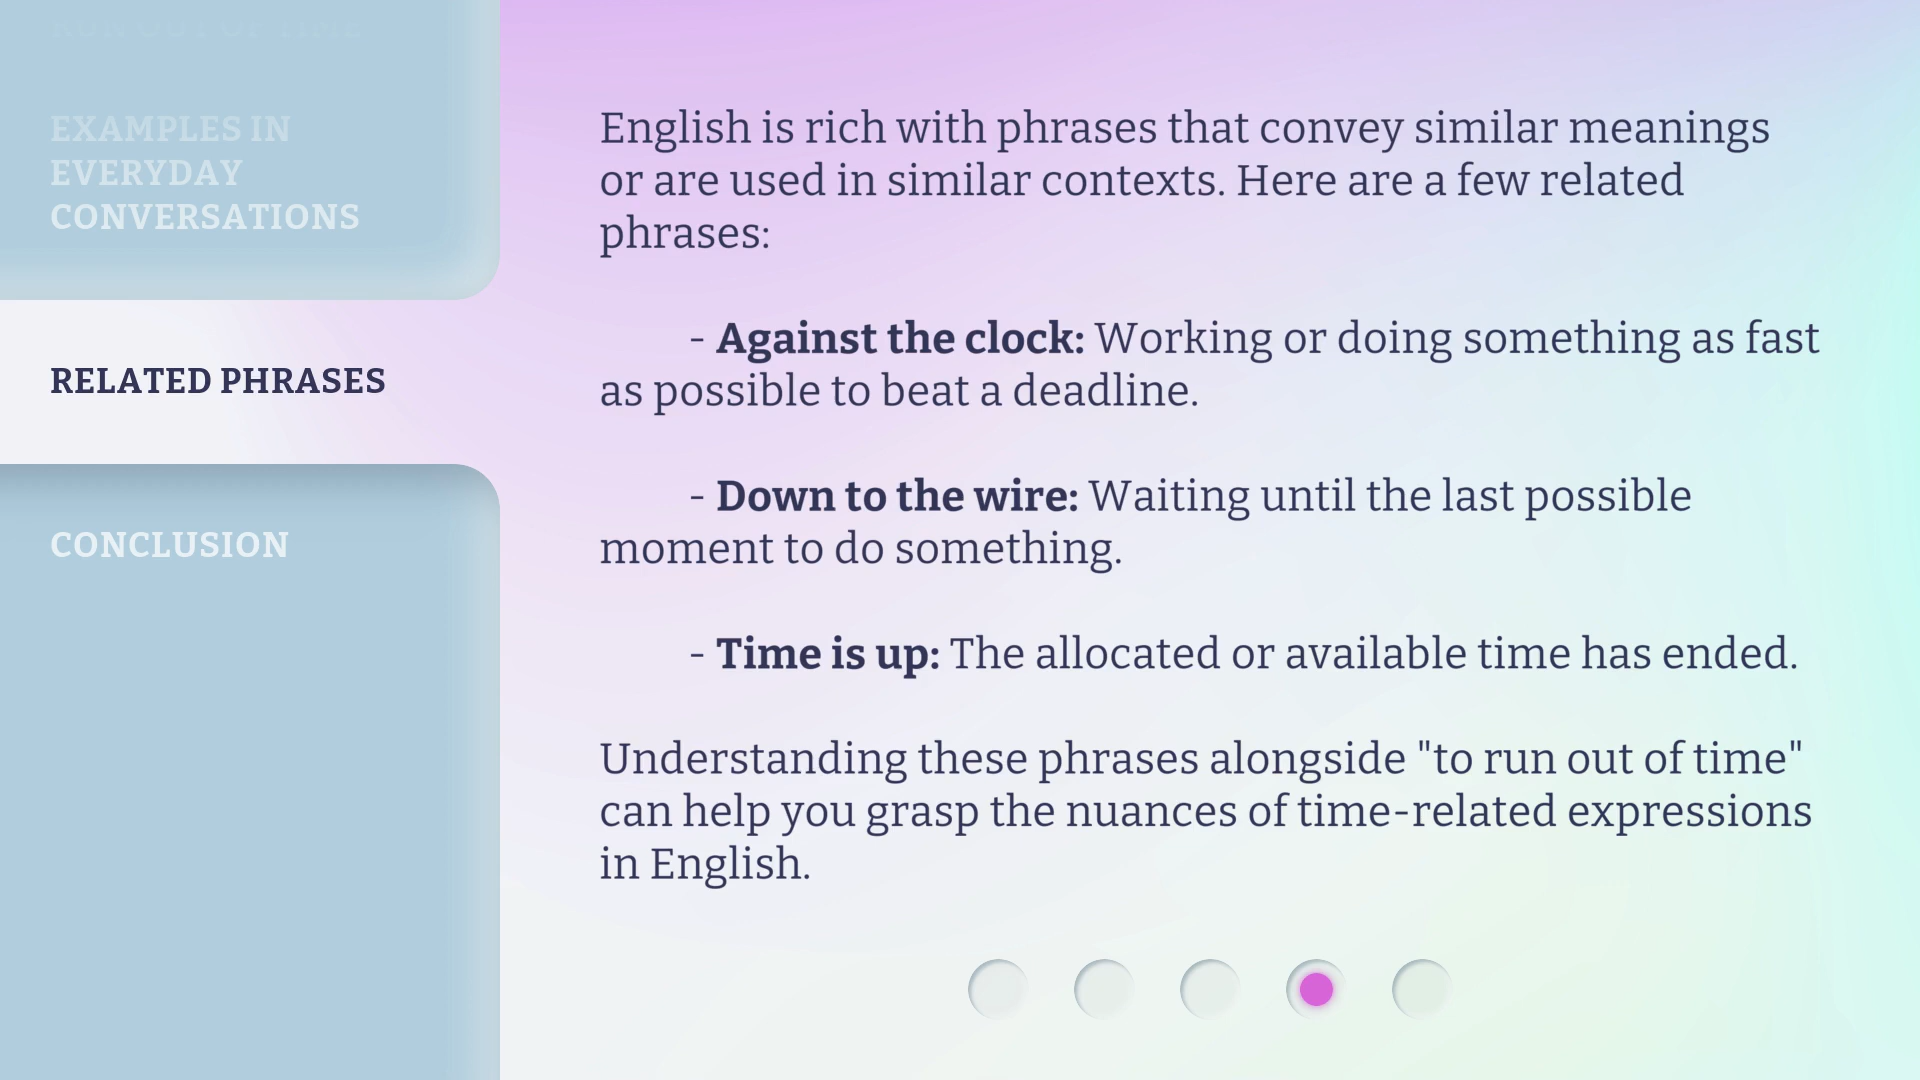 RUN OUT OF TIME
EXAMPLES IN
EVERYDAY
CONVERSATIONS
RELATED PHRASES
CONCLUSION
English is rich with phrases that convey similar meanings
or are used in similar contexts. Here are a few related
phrases:
- Against the clock: Working or doing something as fast
as possible to beat a deadline.
- Down to the wire: Waiting until the last possible
moment to do something.
- Time is up: The allocated or available time has ended.
Understanding these phrases alongside "to run out of time"
can help you grasp the nuances of time-related expressions
in English.